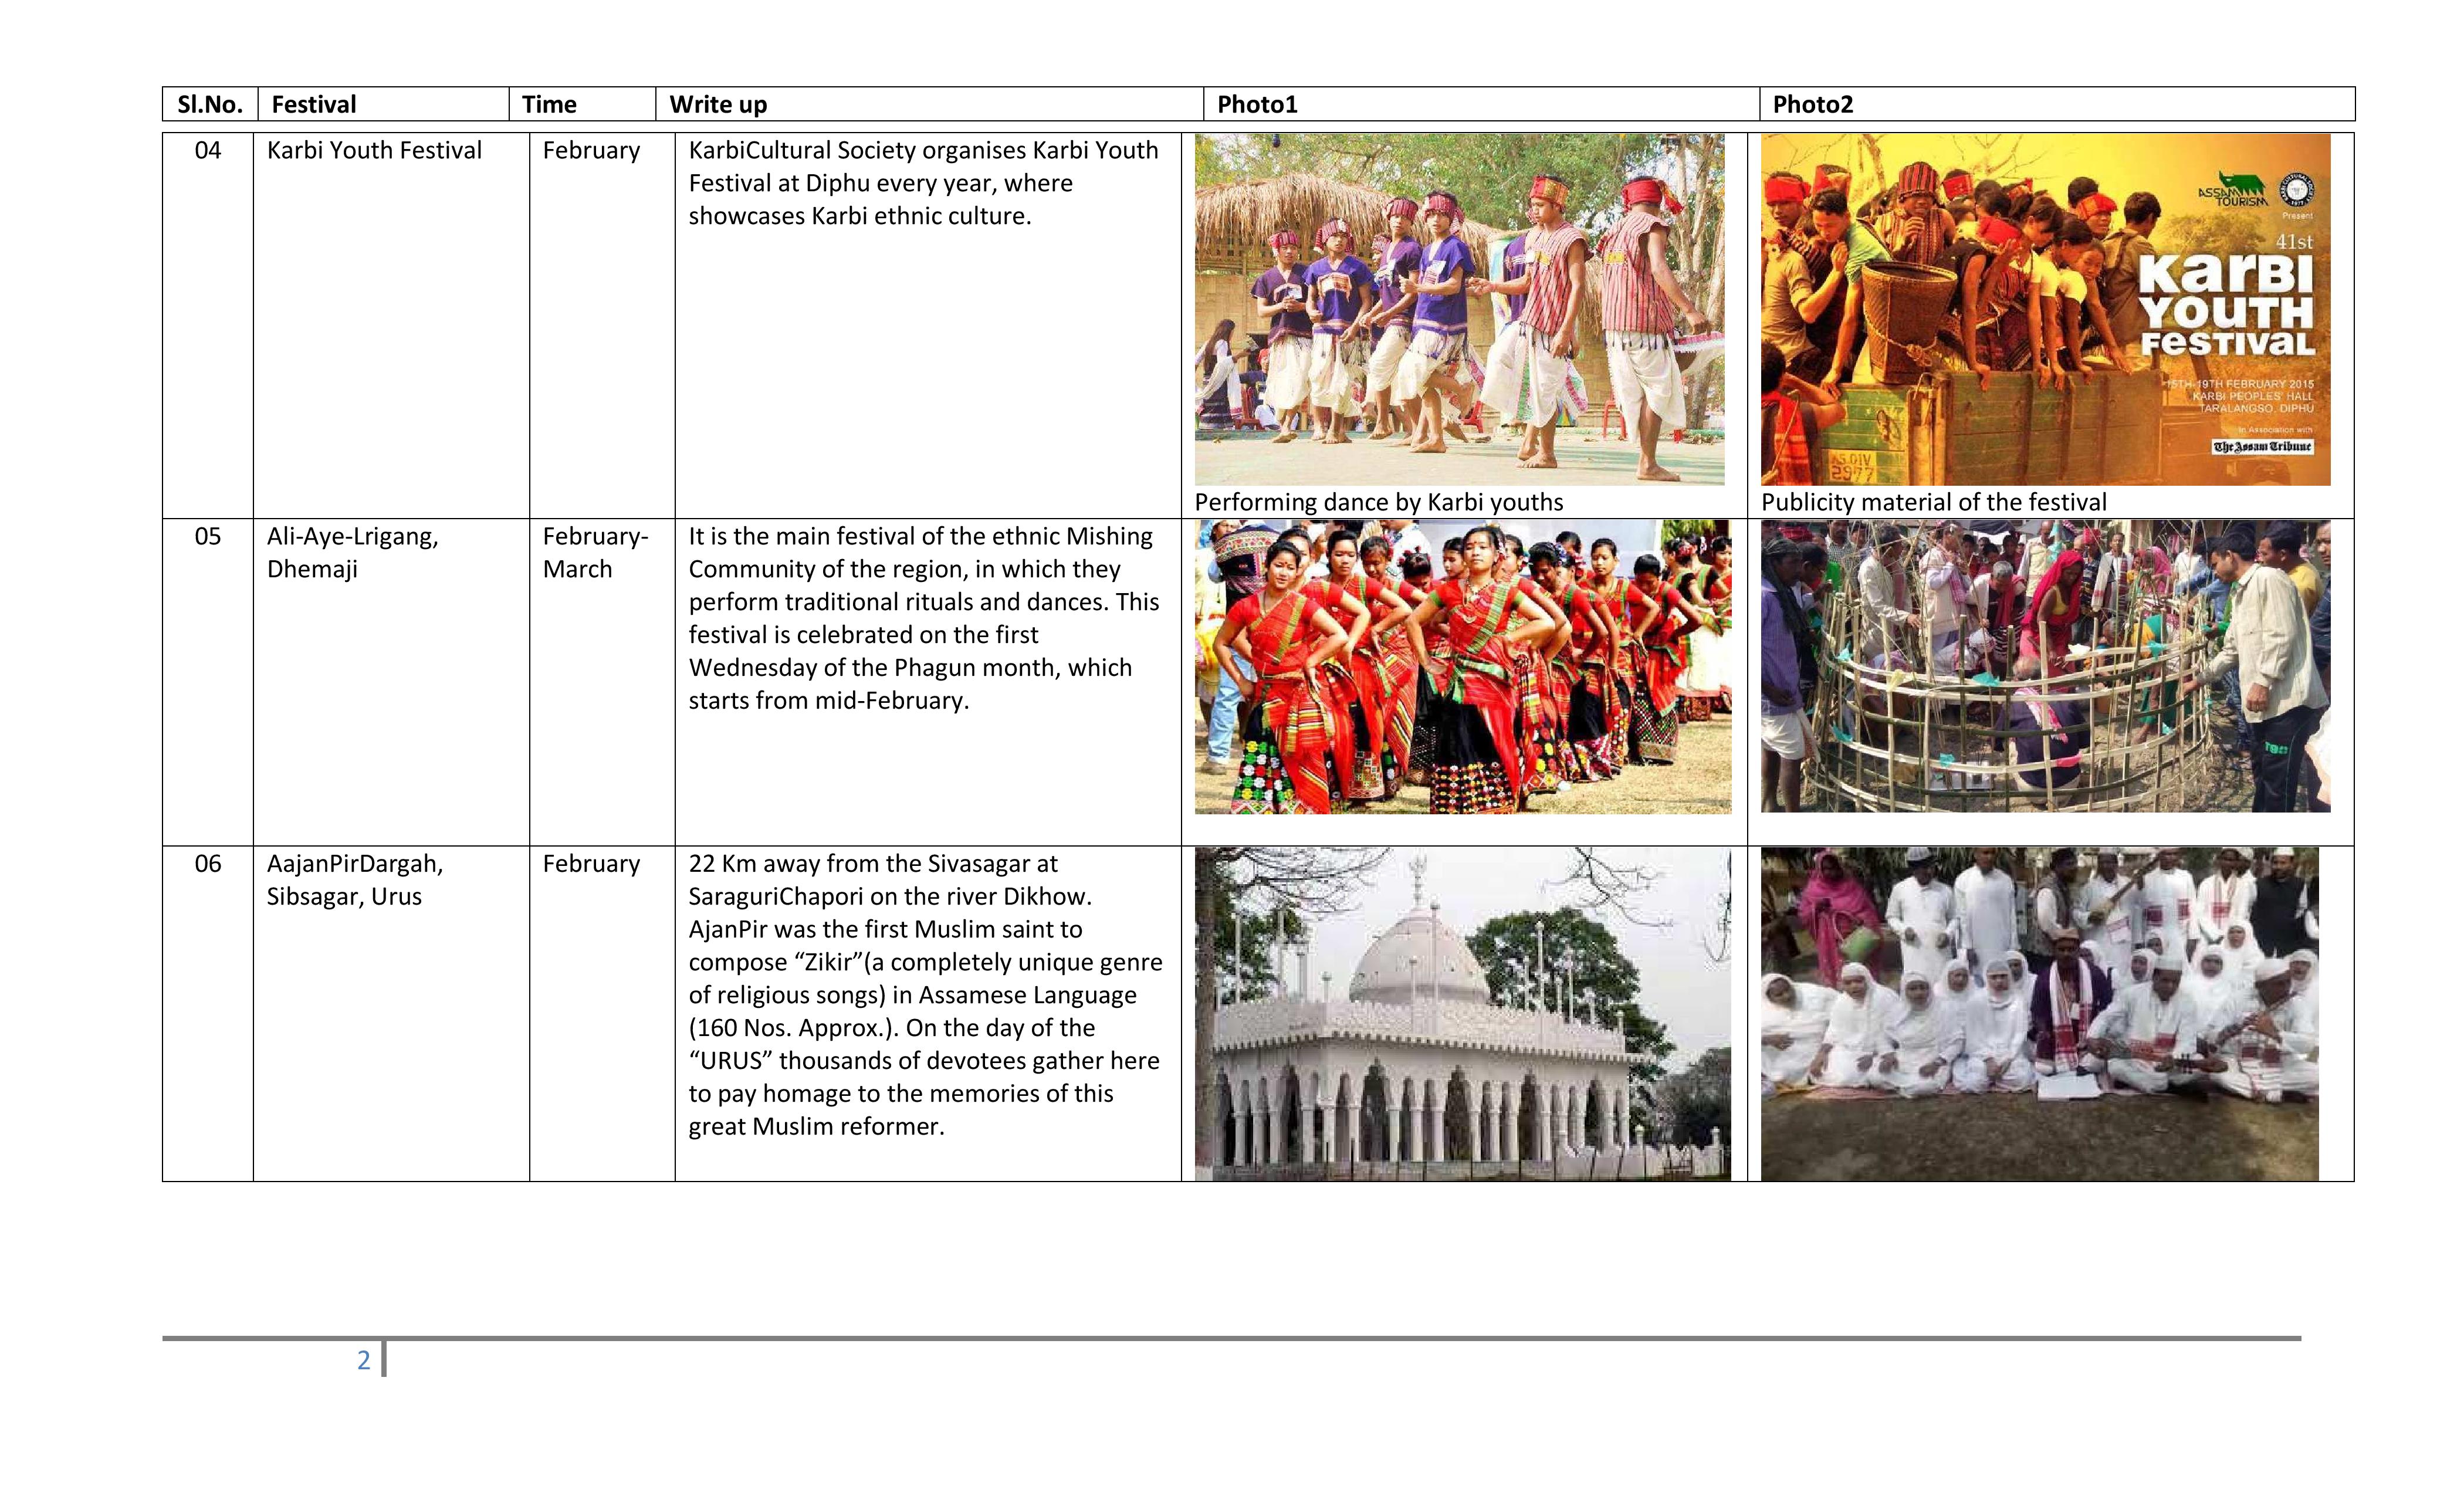 Sl.No. Festival Time Write up Photo1 Photo2
04 Karbi Youth Festival February
KarbiCultural Society organises Karbi Youth
Festival at Diphu every year, where
showcases Karbi ethnic culture.
Performing dance by Karbi youths
ASSAM
TOURISM
Present
41st
KarBI
YOUTH
FeSTIVaL
15TH-19TH FEBRUARY 2015
KARBI PEOPLES' HALL
TARALANGSO, DIPHU
In Association with
The Assam Tribune
AS 01V
2977
Publicity material of the festival
05 Ali-Aye-Lrigang,
Dhemaji
February-
March
It is the main festival of the ethnic Mishing
Community of the region, in which they
perform traditional rituals and dances. This
festival is celebrated on the first
Wednesday of the Phagun month, which
starts from mid-February.
06 AajanPirDargah,
Sibsagar, Urus
February
22 Km away from the Sivasagar at
SaraguriChapori on the river Dikhow.
AjanPir was the first Muslim saint to
compose “Zikir”(a completely unique genre
of religious songs) in Assamese Language
(160 Nos. Approx.). On the day of the
“URUS” thousands of devotees gather here
to pay homage to the memories of this
great Muslim reformer.
2